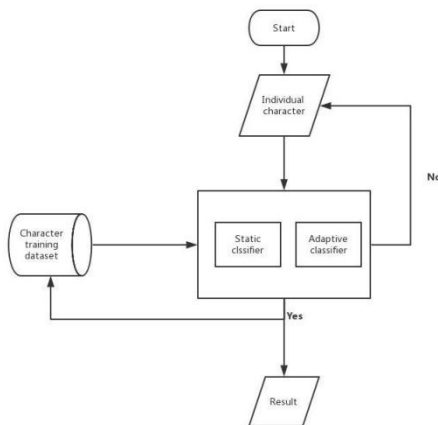 Start
Individual
character
No
Static
clssifier
Adaptive
classifier
Character
training
dataset
Yes
Result